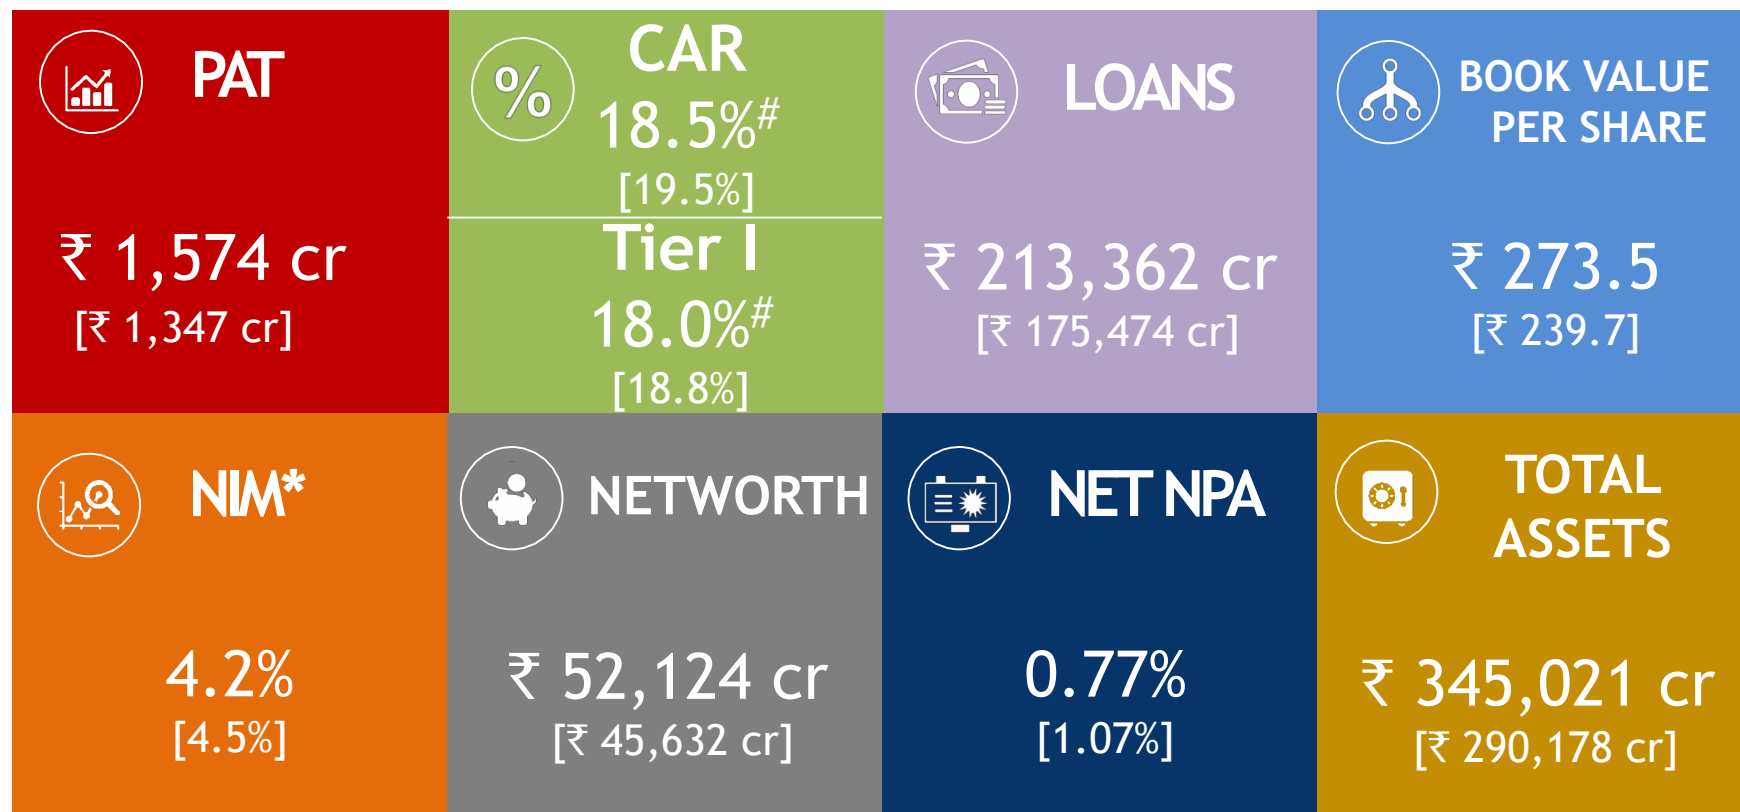 PAT
₹ 1,574 cr
[₹ 1,347 cr]
%
CAR
18.5%#
[19.5%]
Tier I
18.0%#
[18.8%]
LOANS
₹ 213,362 cr
[₹ 175,474 cr]
BOOK VALUE
PER SHARE
₹ 273.5
[₹ 239.7]
NIM*
4.2%
[4.5%]
NETWORTH
₹ 52,124 cr
[₹ 45,632 cr]
NET NPA
0.77%
[1.07%]
TOTAL
ASSETS
₹ 345,021 cr
[₹ 290,178 cr]